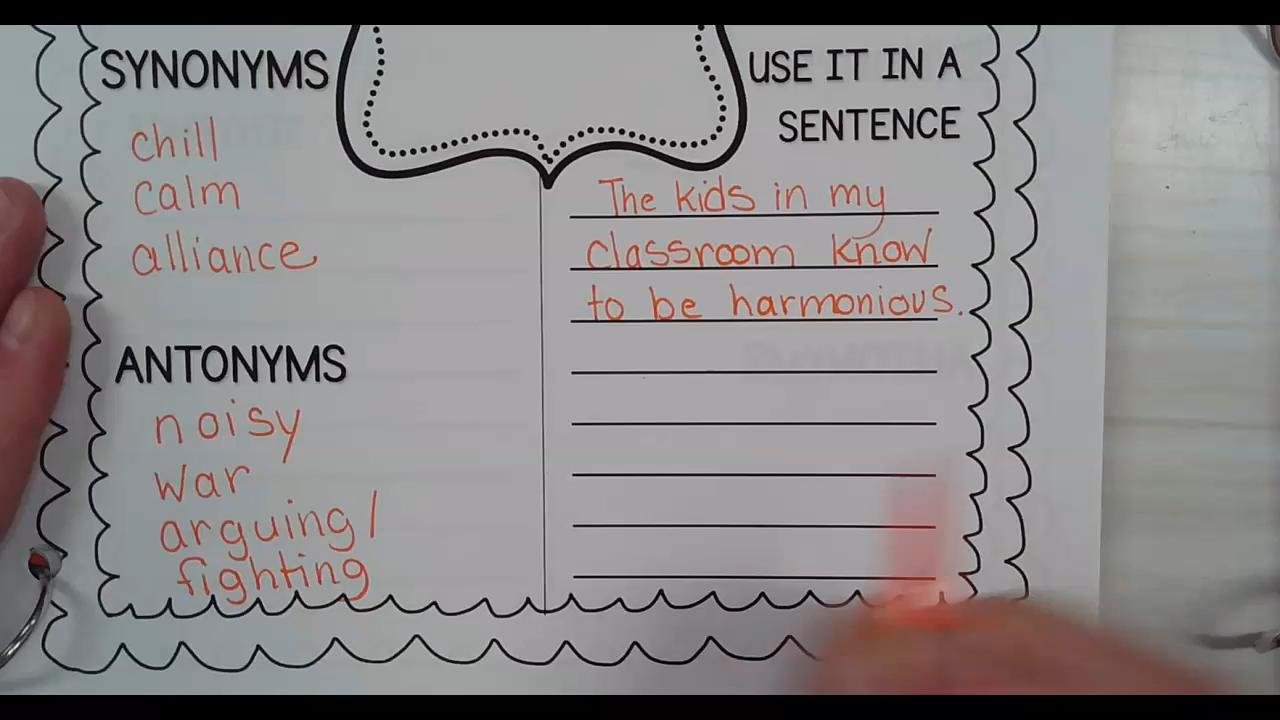 SYNONYMS
chill
calm
alliance
ANTONYMS
noisy
war
arguing/
fighting
USE IT IN A
SENTENCE
The kids in my
classroom know
to be harmonious.